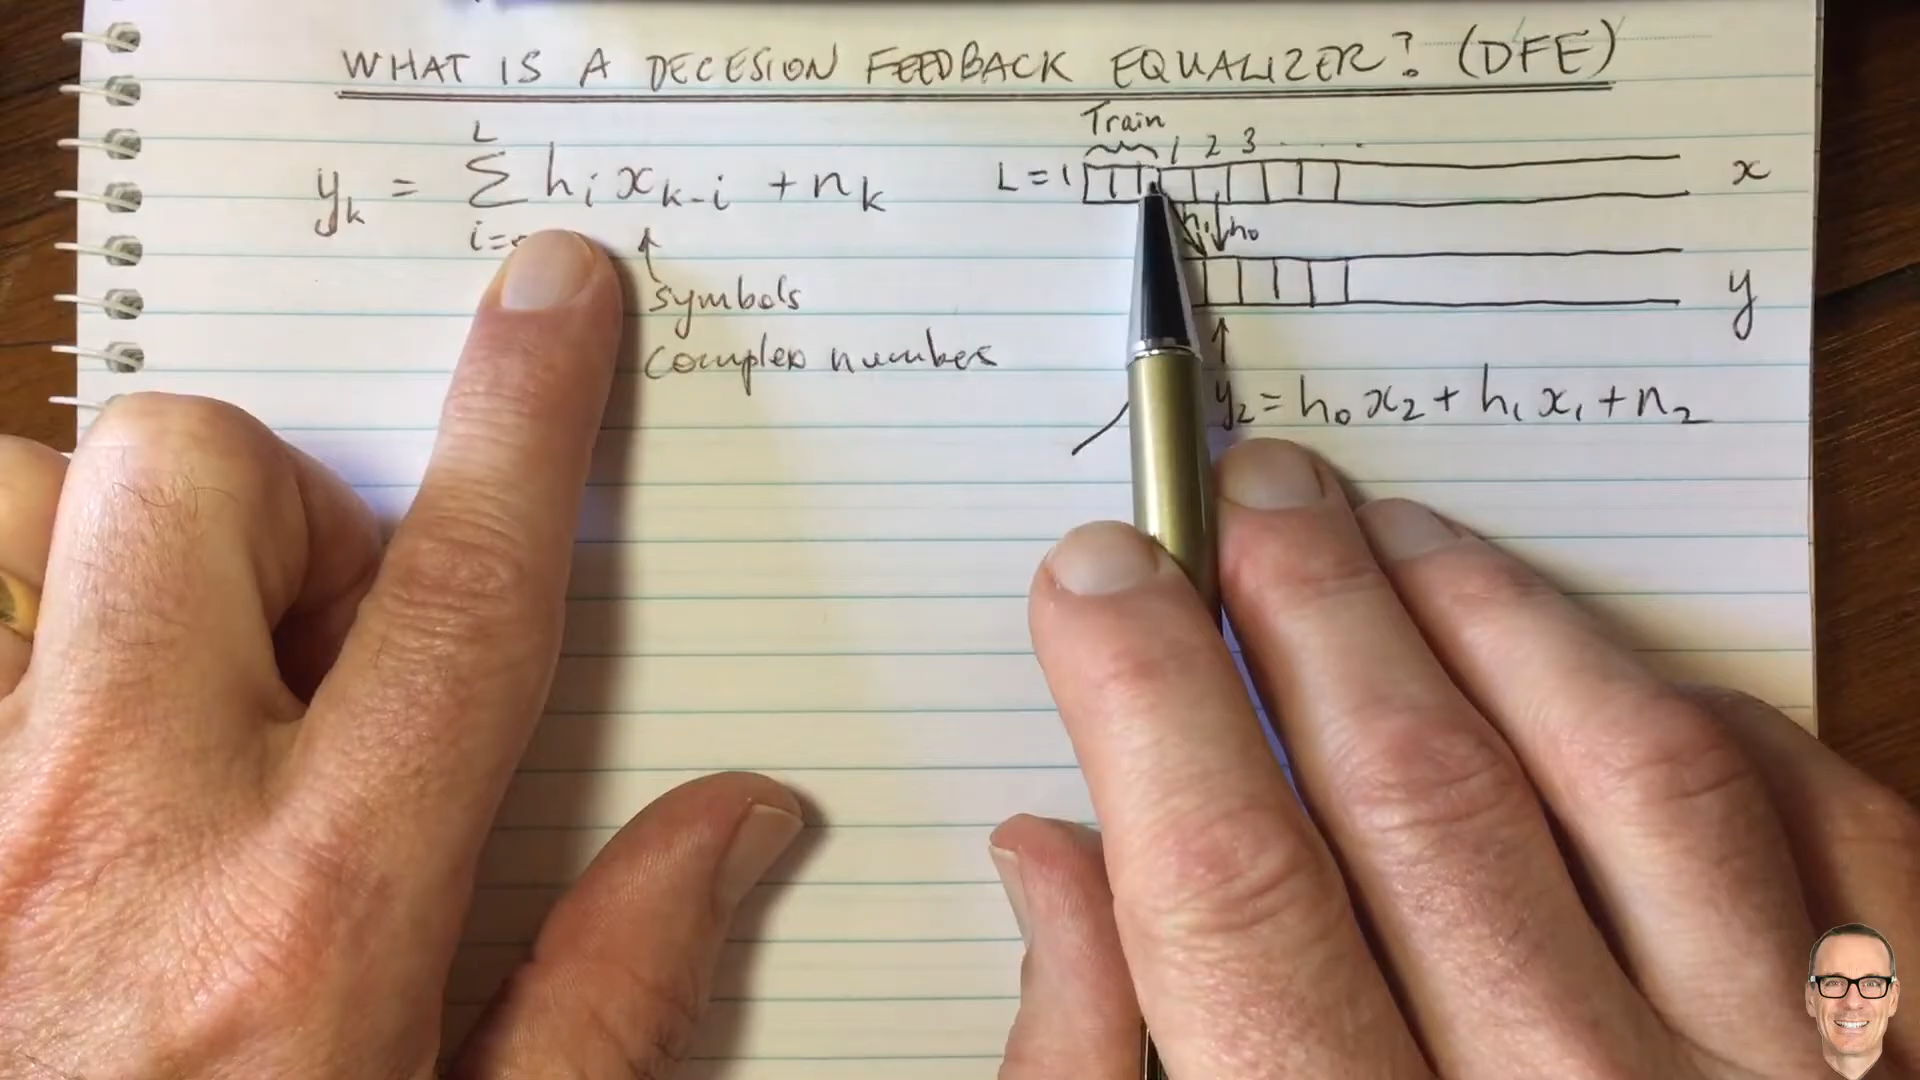 WHAT IS A DECESION FEEDBACK EQUALIZER? (DFE)
Train
1 2 3 . . . .
L = 1
x
L
yₖ = Σ hᵢ xₖ₋ᵢ + nₖ
i=
h₀
symbols
complex numbers
y
y₂ = h₀ x₂ + h₁ x₁ + n₂